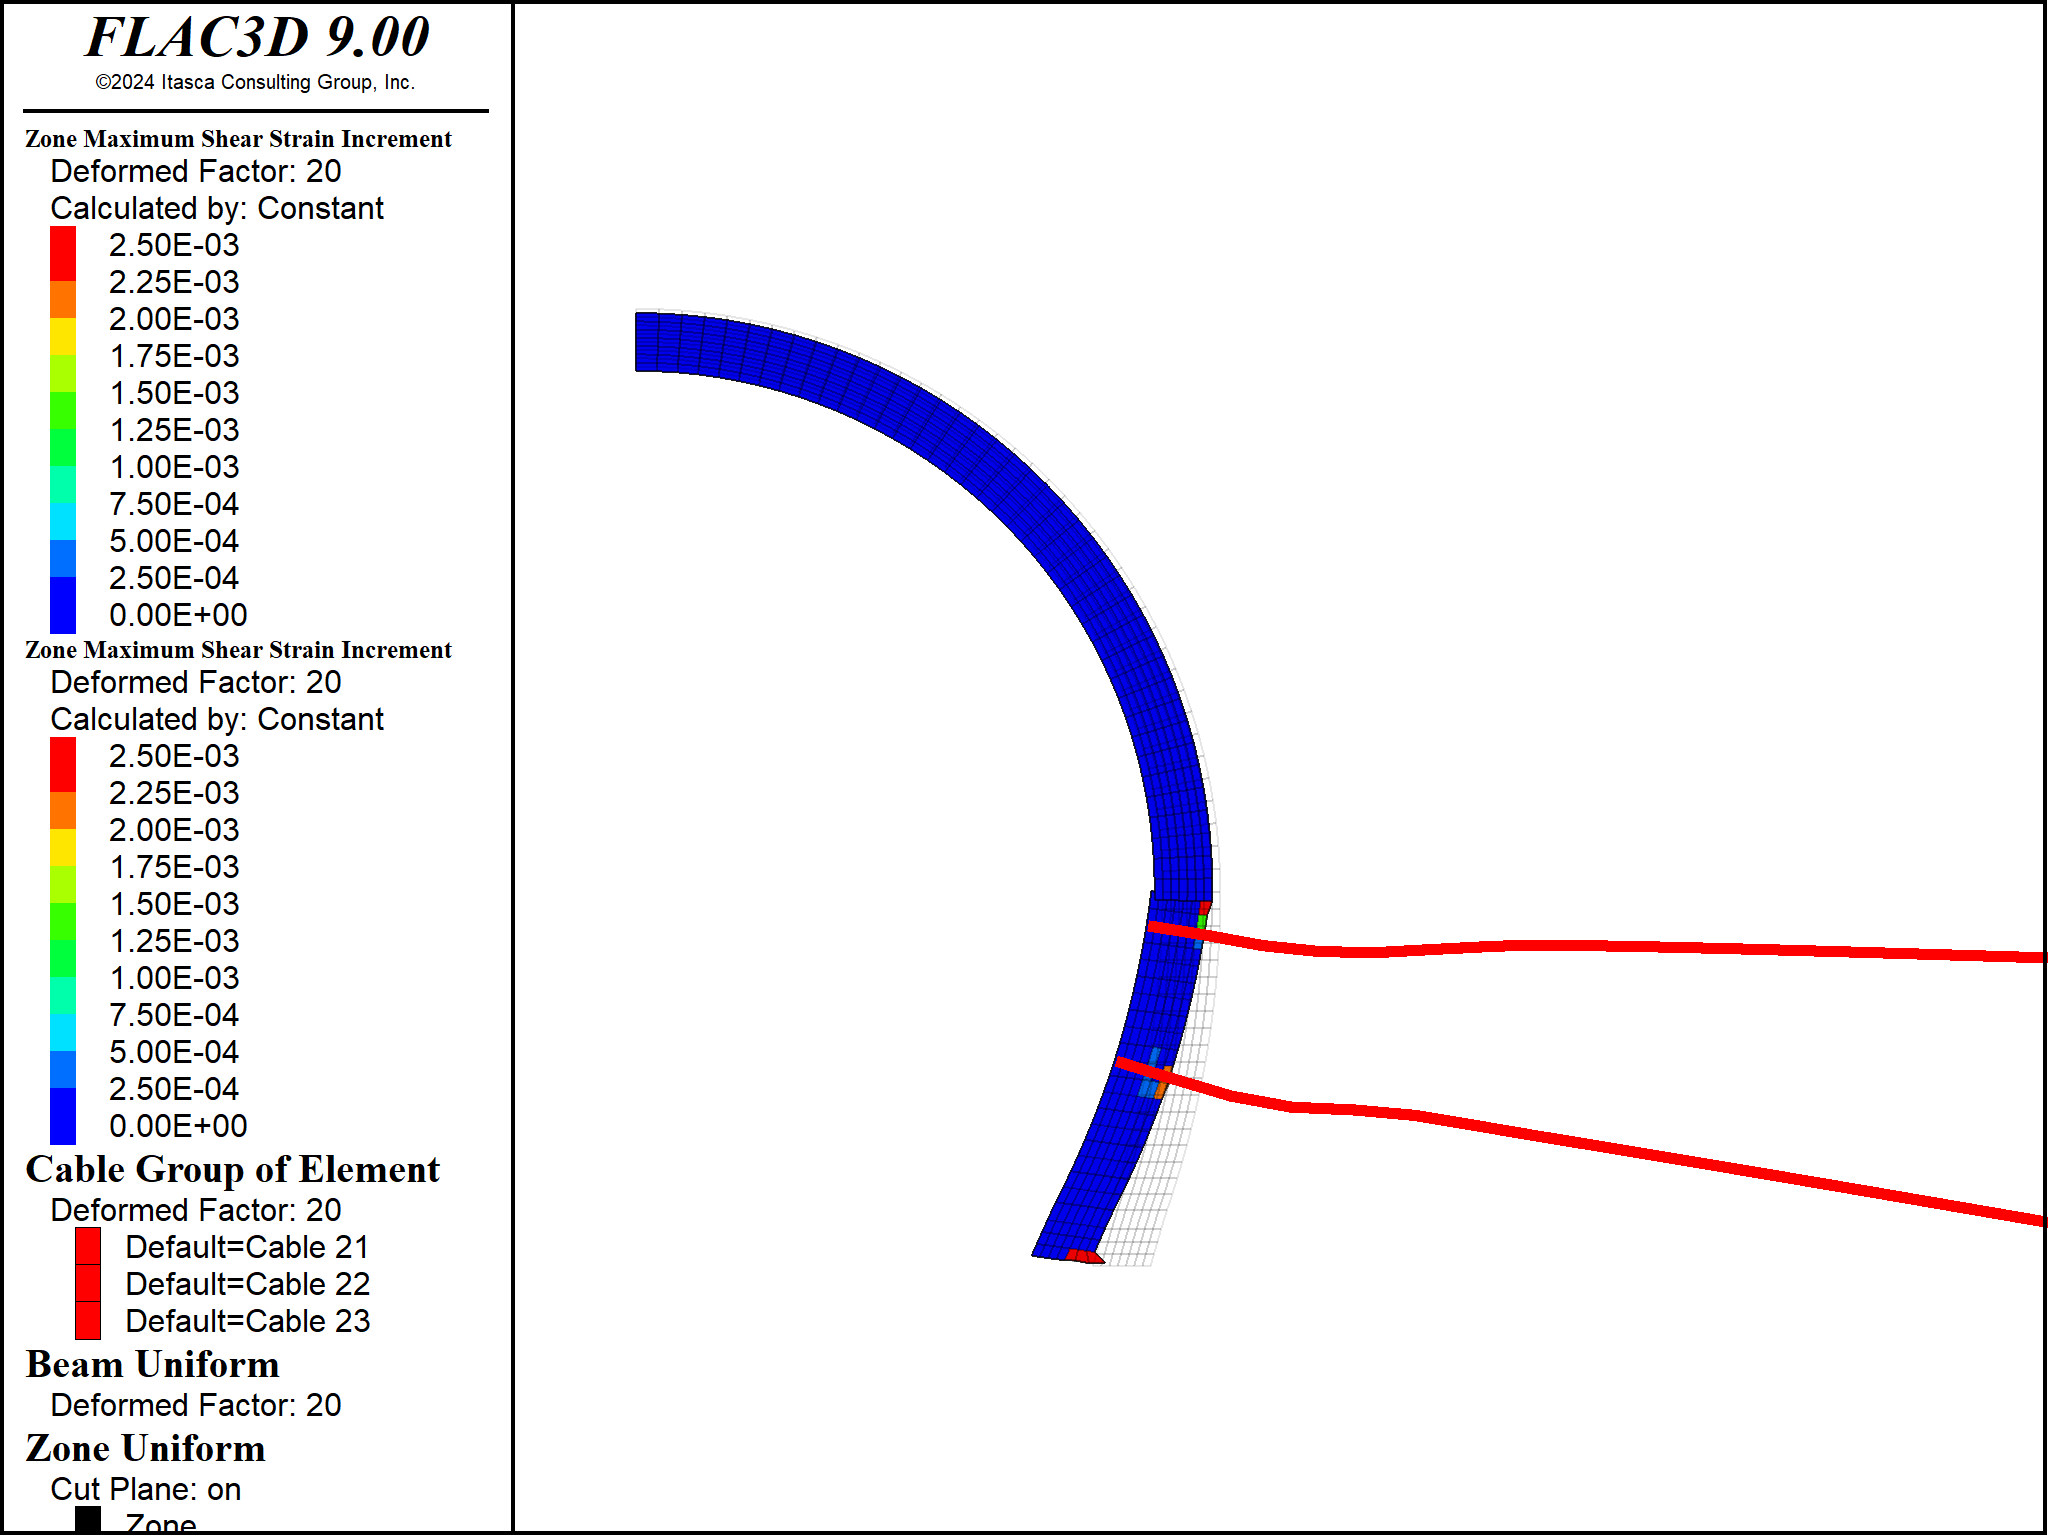 FLAC3D 9.00
©2024 Itasca Consulting Group, Inc.
Zone Maximum Shear Strain Increment
Deformed Factor: 20
Calculated by: Constant
2.50E-03
2.25E-03
2.00E-03
1.75E-03
1.50E-03
1.25E-03
1.00E-03
7.50E-04
5.00E-04
2.50E-04
0.00E+00
Zone Maximum Shear Strain Increment
Deformed Factor: 20
Calculated by: Constant
2.50E-03
2.25E-03
2.00E-03
1.75E-03
1.50E-03
1.25E-03
1.00E-03
7.50E-04
5.00E-04
2.50E-04
0.00E+00
Cable Group of Element
Deformed Factor: 20
Default=Cable 21
Default=Cable 22
Default=Cable 23
Beam Uniform
Deformed Factor: 20
Zone Uniform
Cut Plane: on
Zone